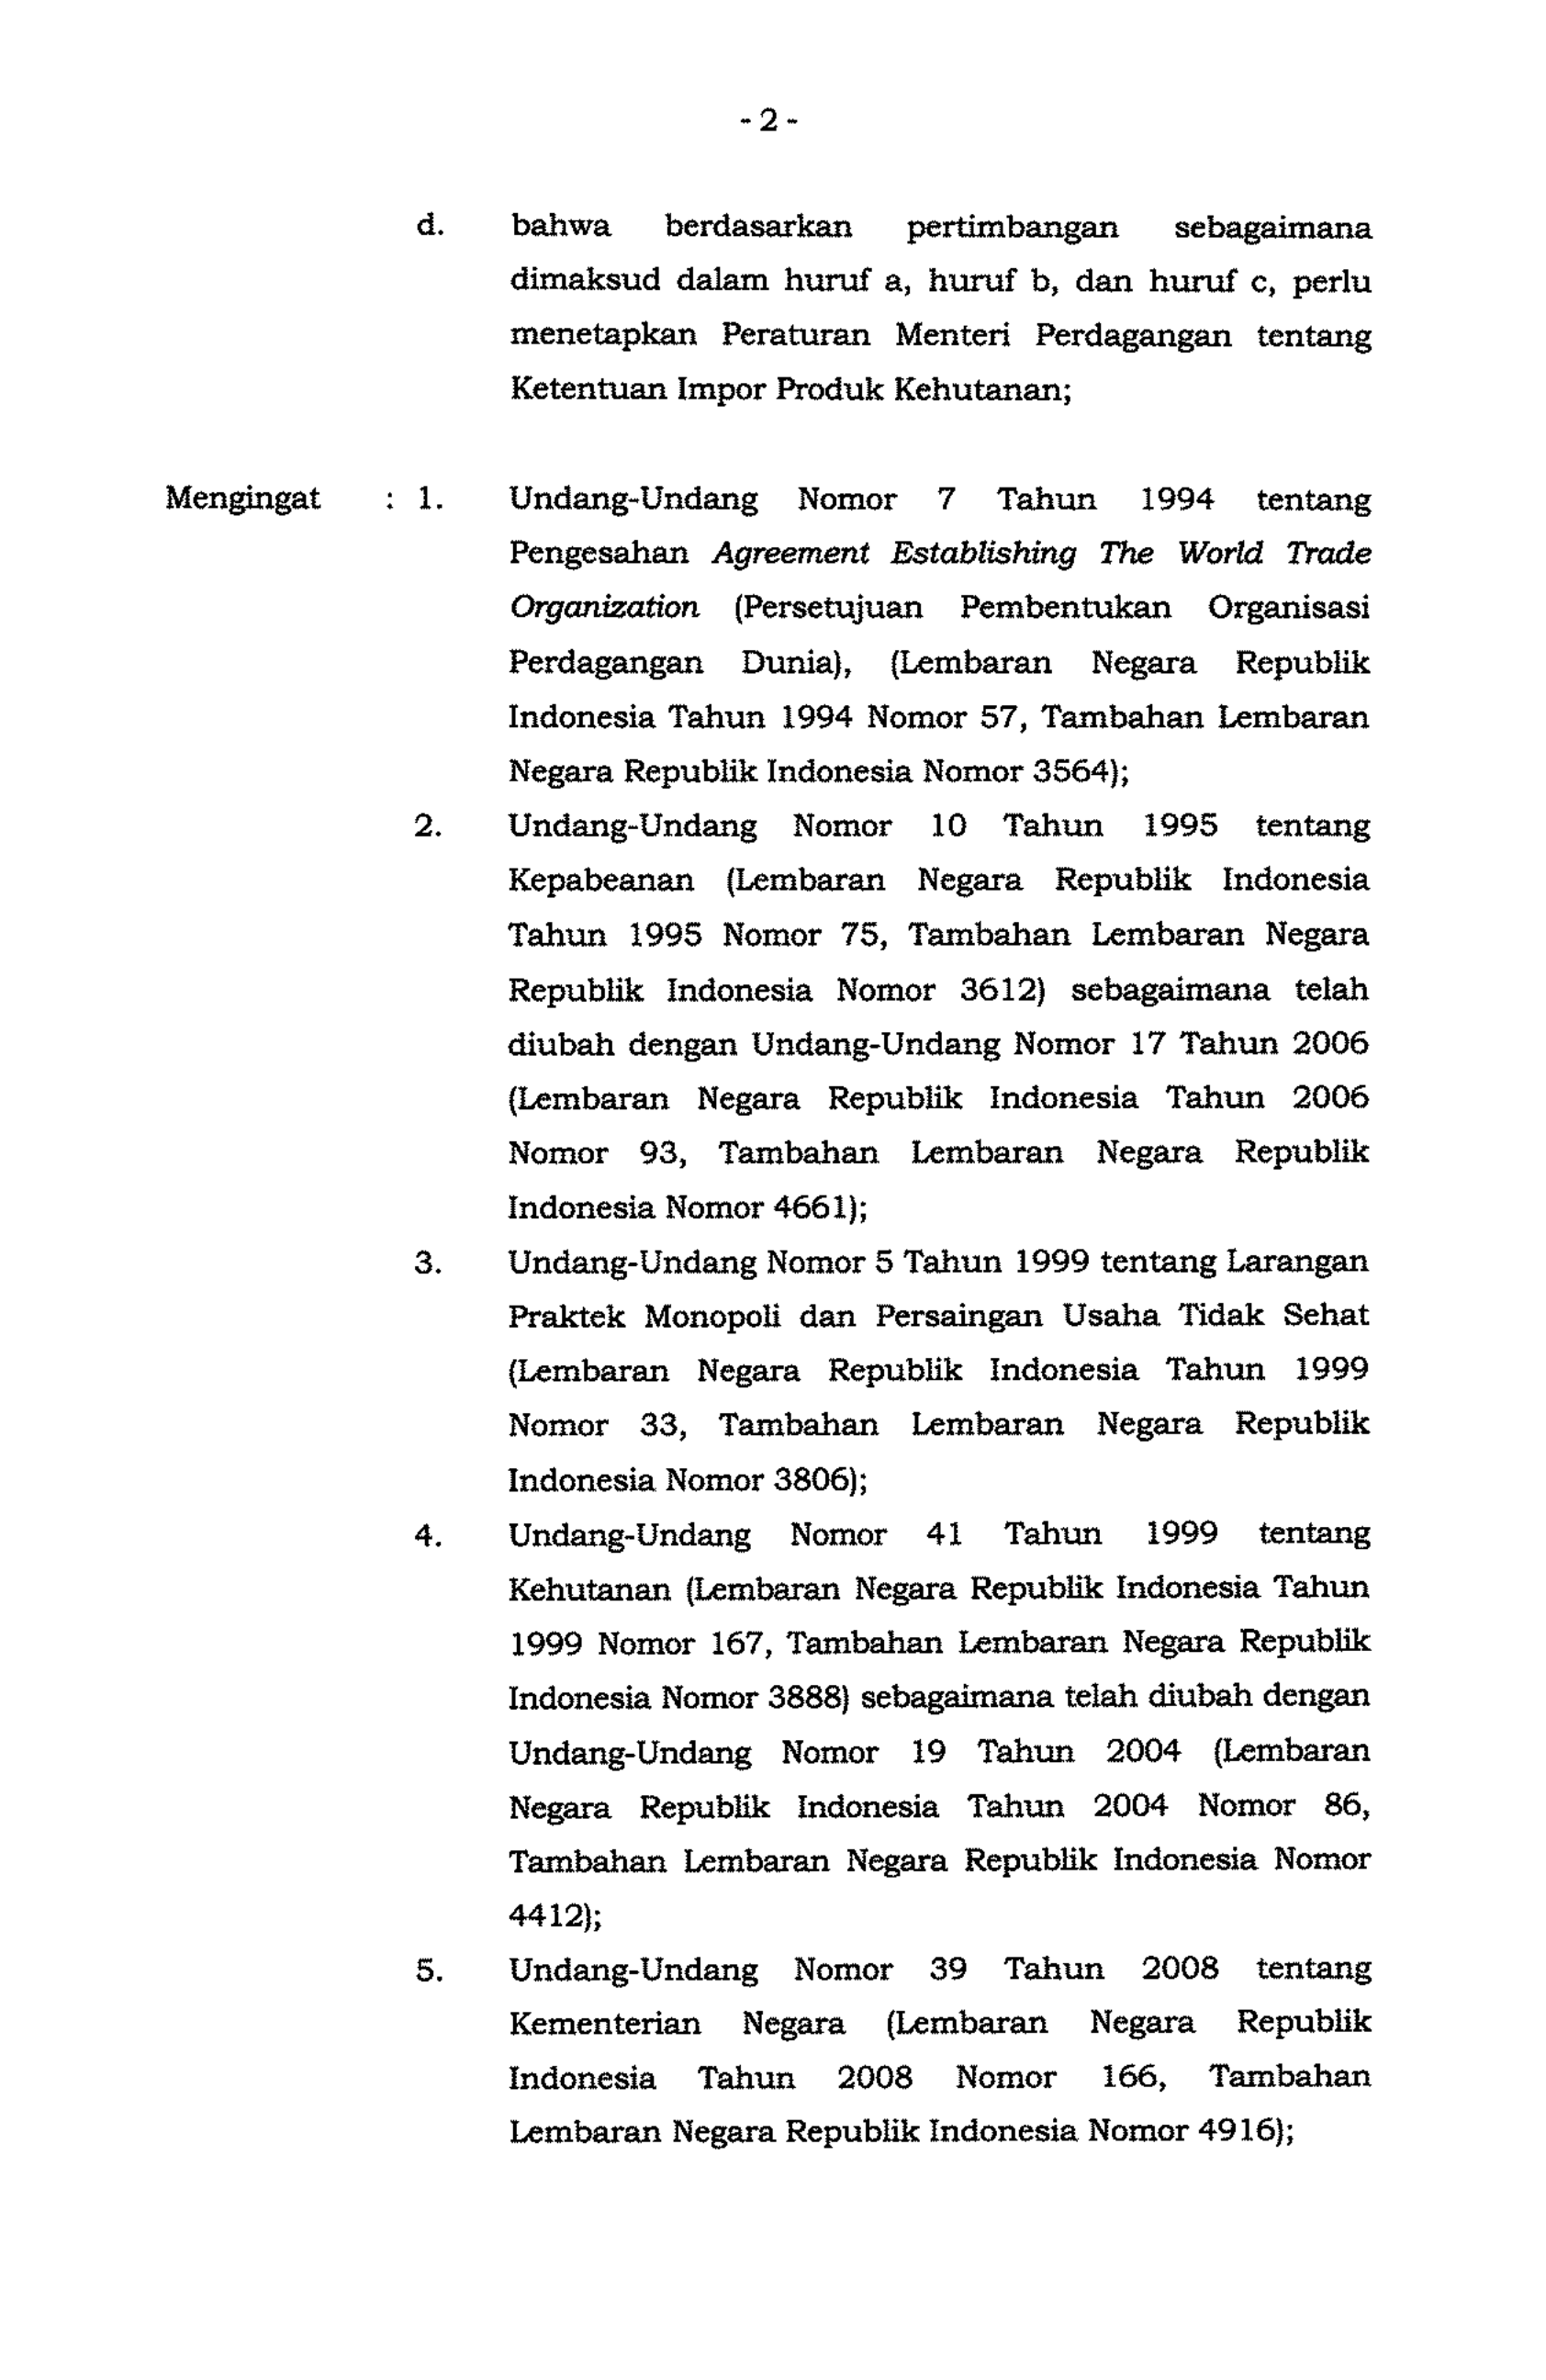 -2-
d. bahwa berdasarkan pertimbangan sebagaimana
dimaksud dalam huruf a, huruf b, dan huruf c, perlu
menetapkan Peraturan Menteri Perdagangan tentang
Ketentuan Impor Produk Kehutanan;
Mengingat : 1. Undang-Undang Nomor 7 Tahun 1994 tentang
Pengesahan Agreement Establishing The World Trade
Organization (Persetujuan Pembentukan Organisasi
Perdagangan Dunia), (Lembaran Negara Republik
Indonesia Tahun 1994 Nomor 57, Tambahan Lembaran
Negara Republik Indonesia Nomor 3564);
2. Undang-Undang Nomor 10 Tahun 1995 tentang
Kepabeanan (Lembaran Negara Republik Indonesia
Tahun 1995 Nomor 75, Tambahan Lembaran Negara
Republik Indonesia Nomor 3612) sebagaimana telah
diubah dengan Undang-Undang Nomor 17 Tahun 2006
(Lembaran Negara Republik Indonesia Tahun 2006
Nomor 93, Tambahan Lembaran Negara Republik
Indonesia Nomor 4661);
3. Undang-Undang Nomor 5 Tahun 1999 tentang Larangan
Praktek Monopoli dan Persaingan Usaha Tidak Sehat
(Lembaran Negara Republik Indonesia Tahun 1999
Nomor 33, Tambahan Lembaran Negara Republik
Indonesia Nomor 3806);
4. Undang-Undang Nomor 41 Tahun 1999 tentang
Kehutanan (Lembaran Negara Republik Indonesia Tahun
1999 Nomor 167, Tambahan Lembaran Negara Republik
Indonesia Nomor 3888) sebagaimana telah diubah dengan
Undang-Undang Nomor 19 Tahun 2004 (Lembaran
Negara Republik Indonesia Tahun 2004 Nomor 86,
Tambahan Lembaran Negara Republik Indonesia Nomor
4412);
5. Undang-Undang Nomor 39 Tahun 2008 tentang
Kementerian Negara (Lembaran Negara Republik
Indonesia Tahun 2008 Nomor 166, Tambahan
Lembaran Negara Republik Indonesia Nomor 4916);